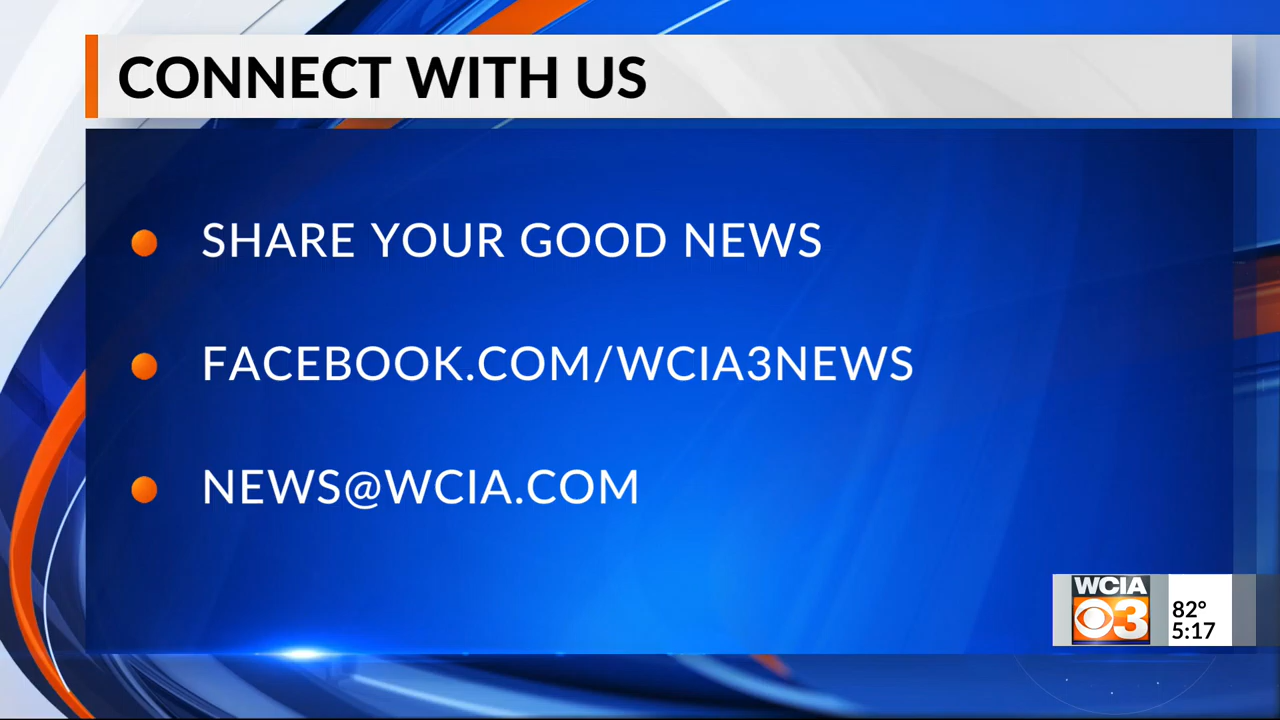 CONNECT WITH US
SHARE YOUR GOOD NEWS
FACEBOOK.COM/WCIA3NEWS
NEWS@WCIA.COM
WCIA
3
82°
5:17